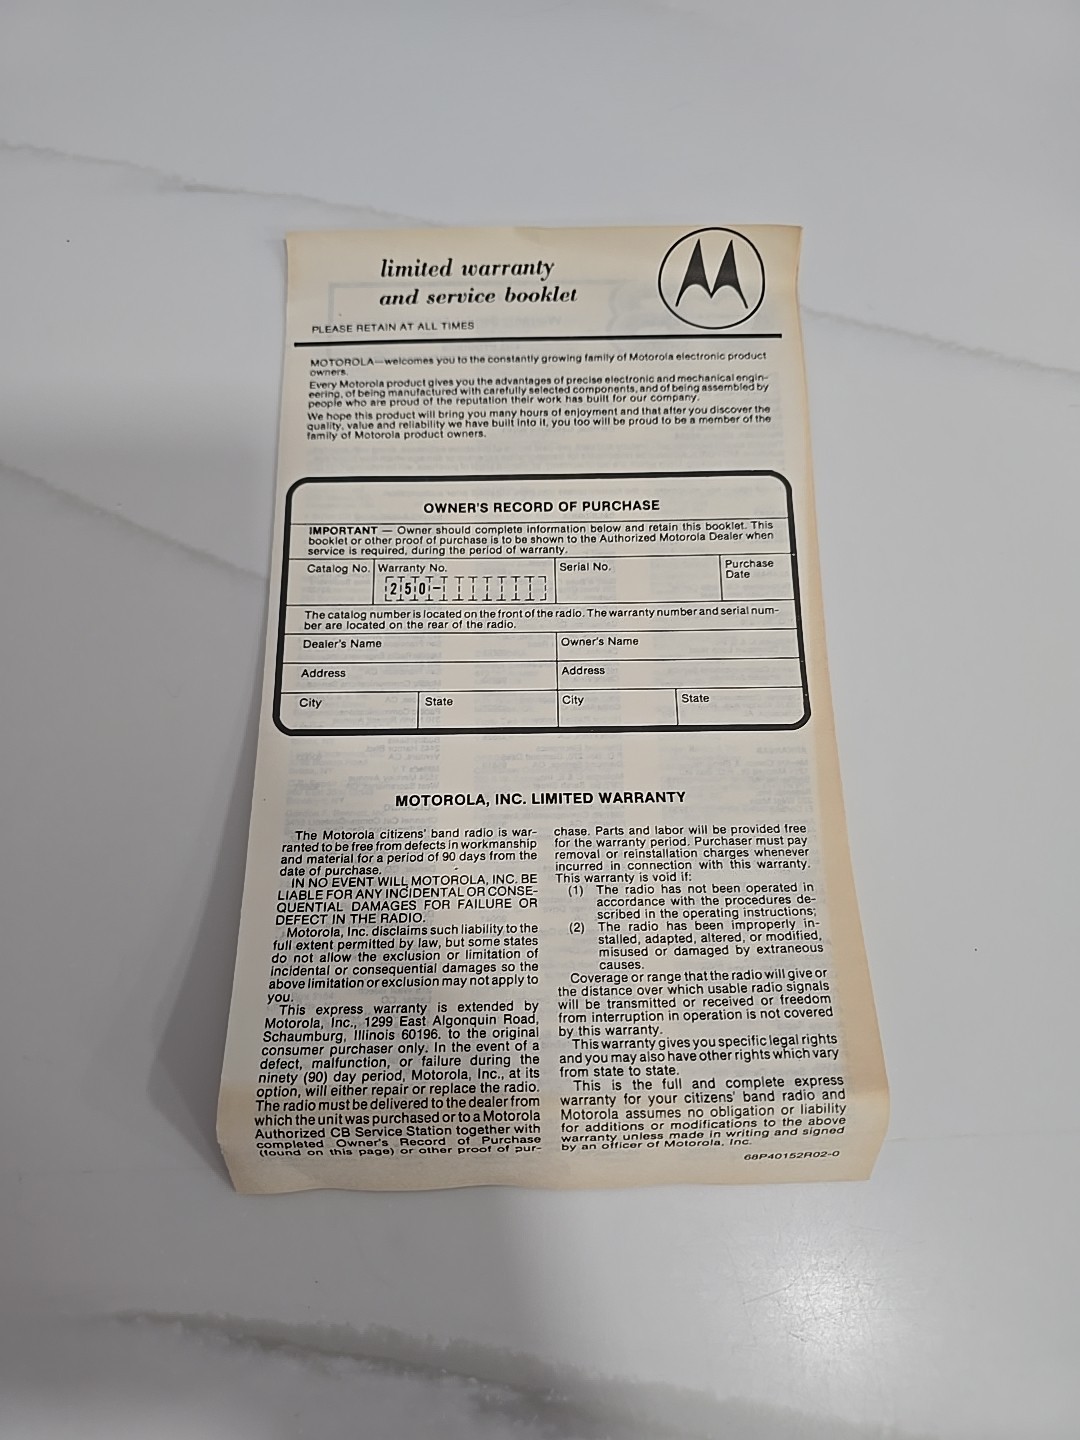 limited warranty
and service booklet
PLEASE RETAIN AT ALL TIMES
MOTOROLA—welcomes you to the constantly growing family of Motorola electronic product
owners.
Every Motorola product gives you the advantages of precise electronic and mechanical engin-
eering, of being manufactured with carefully selected components, and of being assembled by
people who are proud of the reputation their work has built for our company.
We hope this product will bring you many hours of enjoyment and that after you discover the
quality, value and reliability we have built into it, you too will be proud to be a member of the
family of Motorola product owners.
OWNER'S RECORD OF PURCHASE
IMPORTANT — Owner should complete information below and retain this booklet. This
booklet or other proof of purchase is to be shown to the Authorized Motorola Dealer when
service is required, during the period of warranty.
Catalog No. Warranty No. Serial No. Purchase
Date
250-
The catalog number is located on the front of the radio. The warranty number and serial num-
ber are located on the rear of the radio.
Dealer's Name Owner's Name
Address Address
City State City State
MOTOROLA, INC. LIMITED WARRANTY
The Motorola citizens' band radio is war-
ranted to be free from defects in workmanship
and material for a period of 90 days from the
date of purchase.
IN NO EVENT WILL MOTOROLA, INC. BE
LIABLE FOR ANY INCIDENTAL OR CONSE-
QUENTIAL DAMAGES FOR FAILURE OR
DEFECT IN THE RADIO.
Motorola, Inc. disclaims such liability to the
full extent permitted by law, but some states
do not allow the exclusion or limitation of
incidental or consequential damages so the
above limitation or exclusion may not apply to
you.
This express warranty is extended by
Motorola, Inc., 1299 East Algonquin Road,
Schaumburg, Illinois 60196. to the original
consumer purchaser only. In the event of a
defect, malfunction, or failure during the
ninety (90) day period, Motorola, Inc., at its
option, will either repair or replace the radio.
The radio must be delivered to the dealer from
which the unit was purchased or to a Motorola
Authorized CB Service Station together with
completed Owner's Record of Purchase
(found on this page) or other proof of pur-
chase. Parts and labor will be provided free
for the warranty period. Purchaser must pay
removal or reinstallation charges whenever
incurred in connection with this warranty.
This warranty is void if:
(1) The radio has not been operated in
accordance with the procedures de-
scribed in the operating instructions;
(2) The radio has been improperly in-
stalled, adapted, altered, or modified,
misused or damaged by extraneous
causes.
Coverage or range that the radio will give or
the distance over which usable radio signals
will be transmitted or received or freedom
from interruption in operation is not covered
by this warranty.
This warranty gives you specific legal rights
and you may also have other rights which vary
from state to state.
This is the full and complete express
warranty for your citizens' band radio and
Motorola assumes no obligation or liability
for additions or modifications to the above
warranty unless made in writing and signed
by an officer of Motorola, Inc.
68P40152R02-0